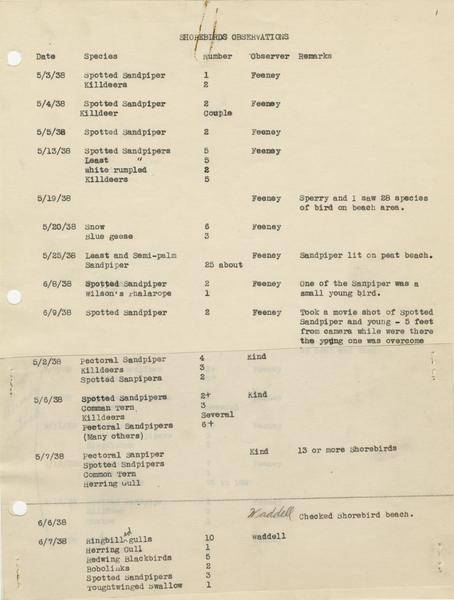 SHOREBIRDS OBSERVATIONS
Date Species Number Observer Remarks
5/3/38 Spotted Sandpiper 1 Feeney
Killdeers 2
5/4/38 Spotted Sandpiper 2 Feeney
Killdeer Couple
5/5/38 Spotted Sandpiper 2 Feeney
5/13/38 Spotted Sandpipers 5 Feeney
Least " 5
White rumpled 2
Killdeers 5
5/19/38 Feeney Sperry and I saw 28 species
of bird on beach area.
5/20/38 Snow 6 Feeney
Blue geese 3
5/25/38 Least and Semi-palm Feeney Sandpiper lit on peat beach.
Sandpiper 25 about
6/8/38 Spotted Sandpiper 2 Feeney One of the Sanpiper was a
Wilson's Phalarope 1 small young bird.
6/9/38 Spotted Sandpiper 2 Feeney Took a movie shot of Spotted
Sandpiper and young - 5 feet
from camera while were there
the young one was overcome
5/2/38 Pectoral Sandpiper 4 Kind
Killdeers 3
Spotted Sanpipers 2
5/6/38 Spotted Sandpipers 2+ Kind
Comman Tern 3
Killdeers Several
Pectoral Sandpipers 6+
(Many others)
5/7/38 Pectoral Sanpiper Kind 13 or more Shorebirds
Spotted Sndpipers
Common Tern
Herring Gull
6/6/38 Waddell Checked Shorebird beach.
6/7/38 Ringbilled gulls 10 Waddell
Herring Gull 1
Redwing Blackbirds 5
Bobolinks 2
Spotted Sandpipers 3
Toughtwinged Swallow 1